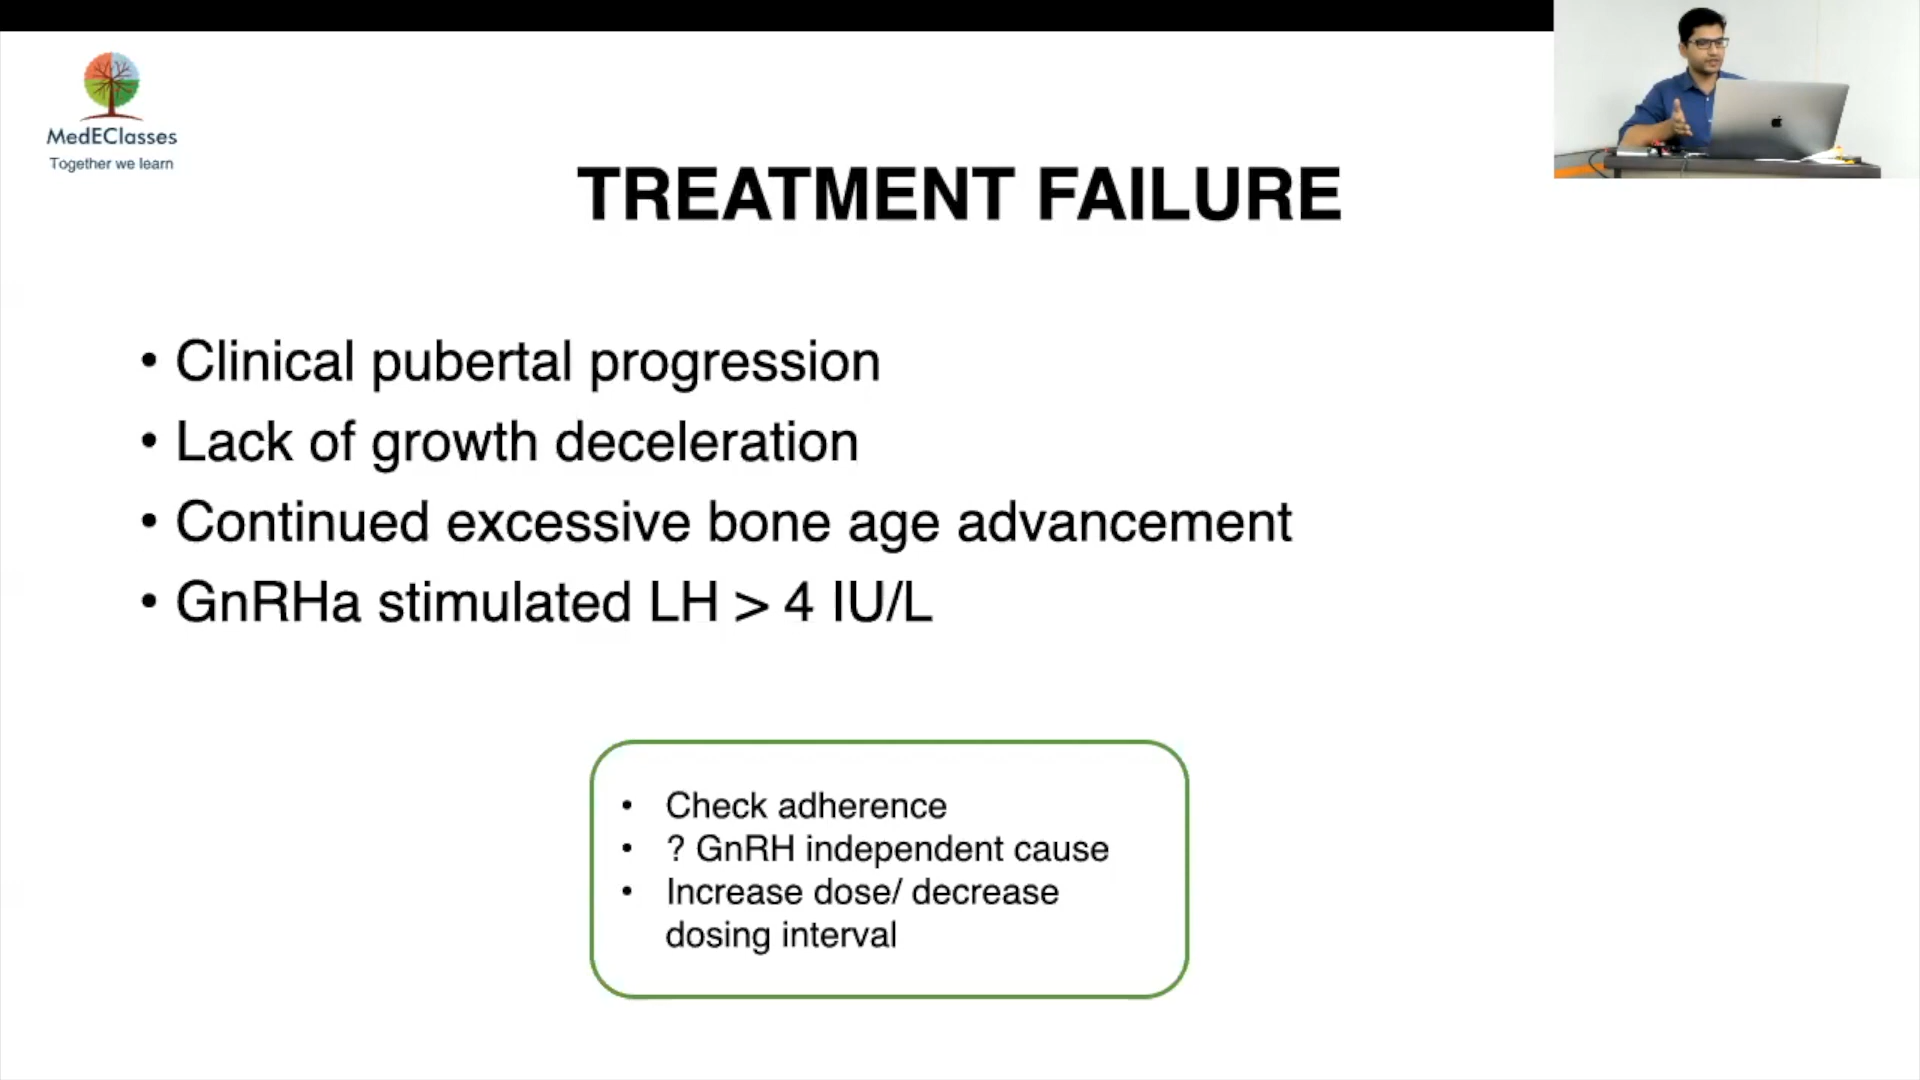 MedEClasses
Together we learn
TREATMENT FAILURE
• Clinical pubertal progression
• Lack of growth deceleration
• Continued excessive bone age advancement
• GnRHa stimulated LH > 4 IU/L
• Check adherence
• ? GnRH independent cause
• Increase dose/ decrease
dosing interval